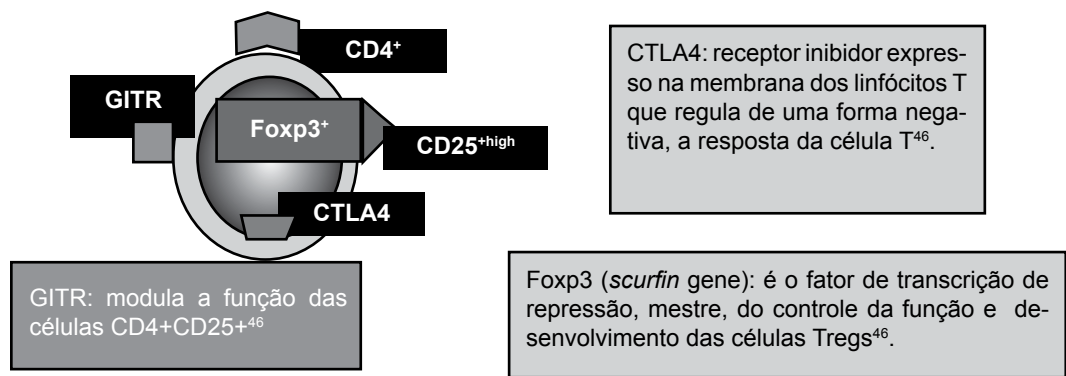 CD4⁺
GITR
Foxp3⁺
CD25⁺ʰⁱᵍʰ
CTLA4
CTLA4: receptor inibidor expres-
so na membrana dos linfócitos T
que regula de uma forma nega-
tiva, a resposta da célula T⁴⁶.
GITR: modula a função das
células CD4+CD25+⁴⁶
Foxp3 (scurfin gene): é o fator de transcrição de
repressão, mestre, do controle da função e de-
senvolvimento das células Tregs⁴⁶.